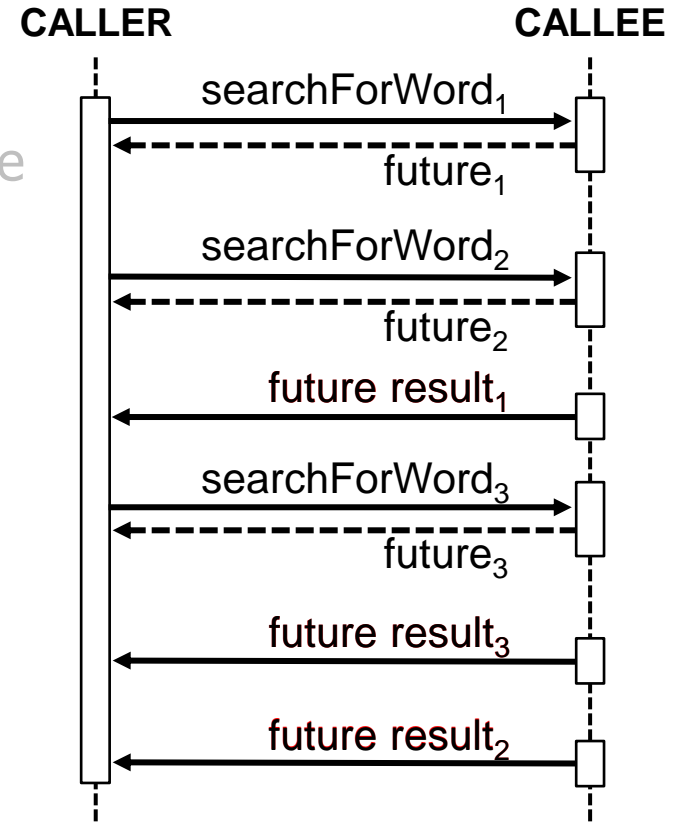 CALLER CALLEE
searchForWord₁
e
future₁
searchForWord₂
future₂
future result₁
searchForWord₃
future₃
future result₃
future result₂